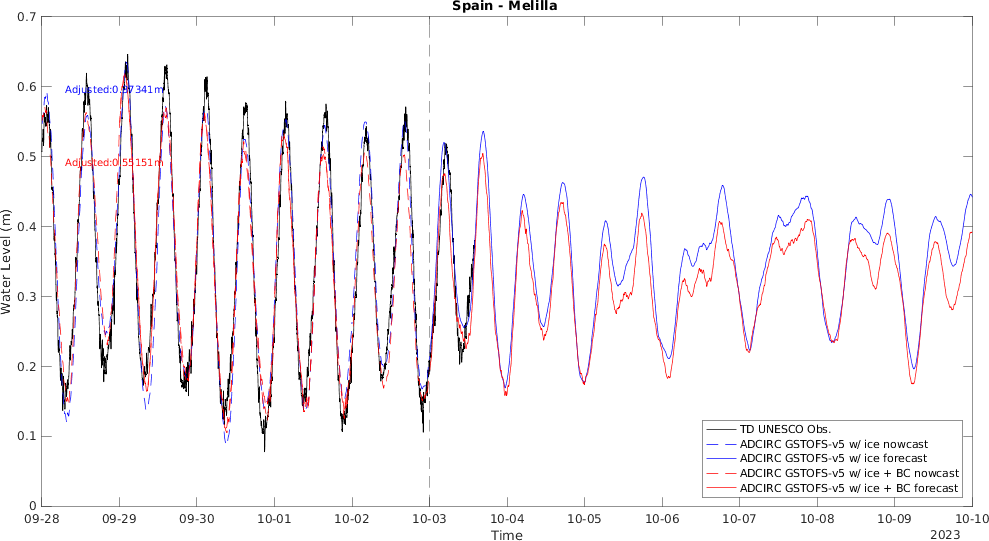 Spain - Melilla
0.7
0.6
0.5
0.4
0.3
0.2
0.1
0
Water Level (m)
Adjusted:0.37341m
Adjusted:0.55151m
TD UNESCO Obs.
ADCIRC GSTOFS-v5 w/ ice nowcast
ADCIRC GSTOFS-v5 w/ ice forecast
ADCIRC GSTOFS-v5 w/ ice + BC nowcast
ADCIRC GSTOFS-v5 w/ ice + BC forecast
09-28 09-29 09-30 10-01 10-02 10-03 10-04 10-05 10-06 10-07 10-08 10-09 10-10
Time
2023